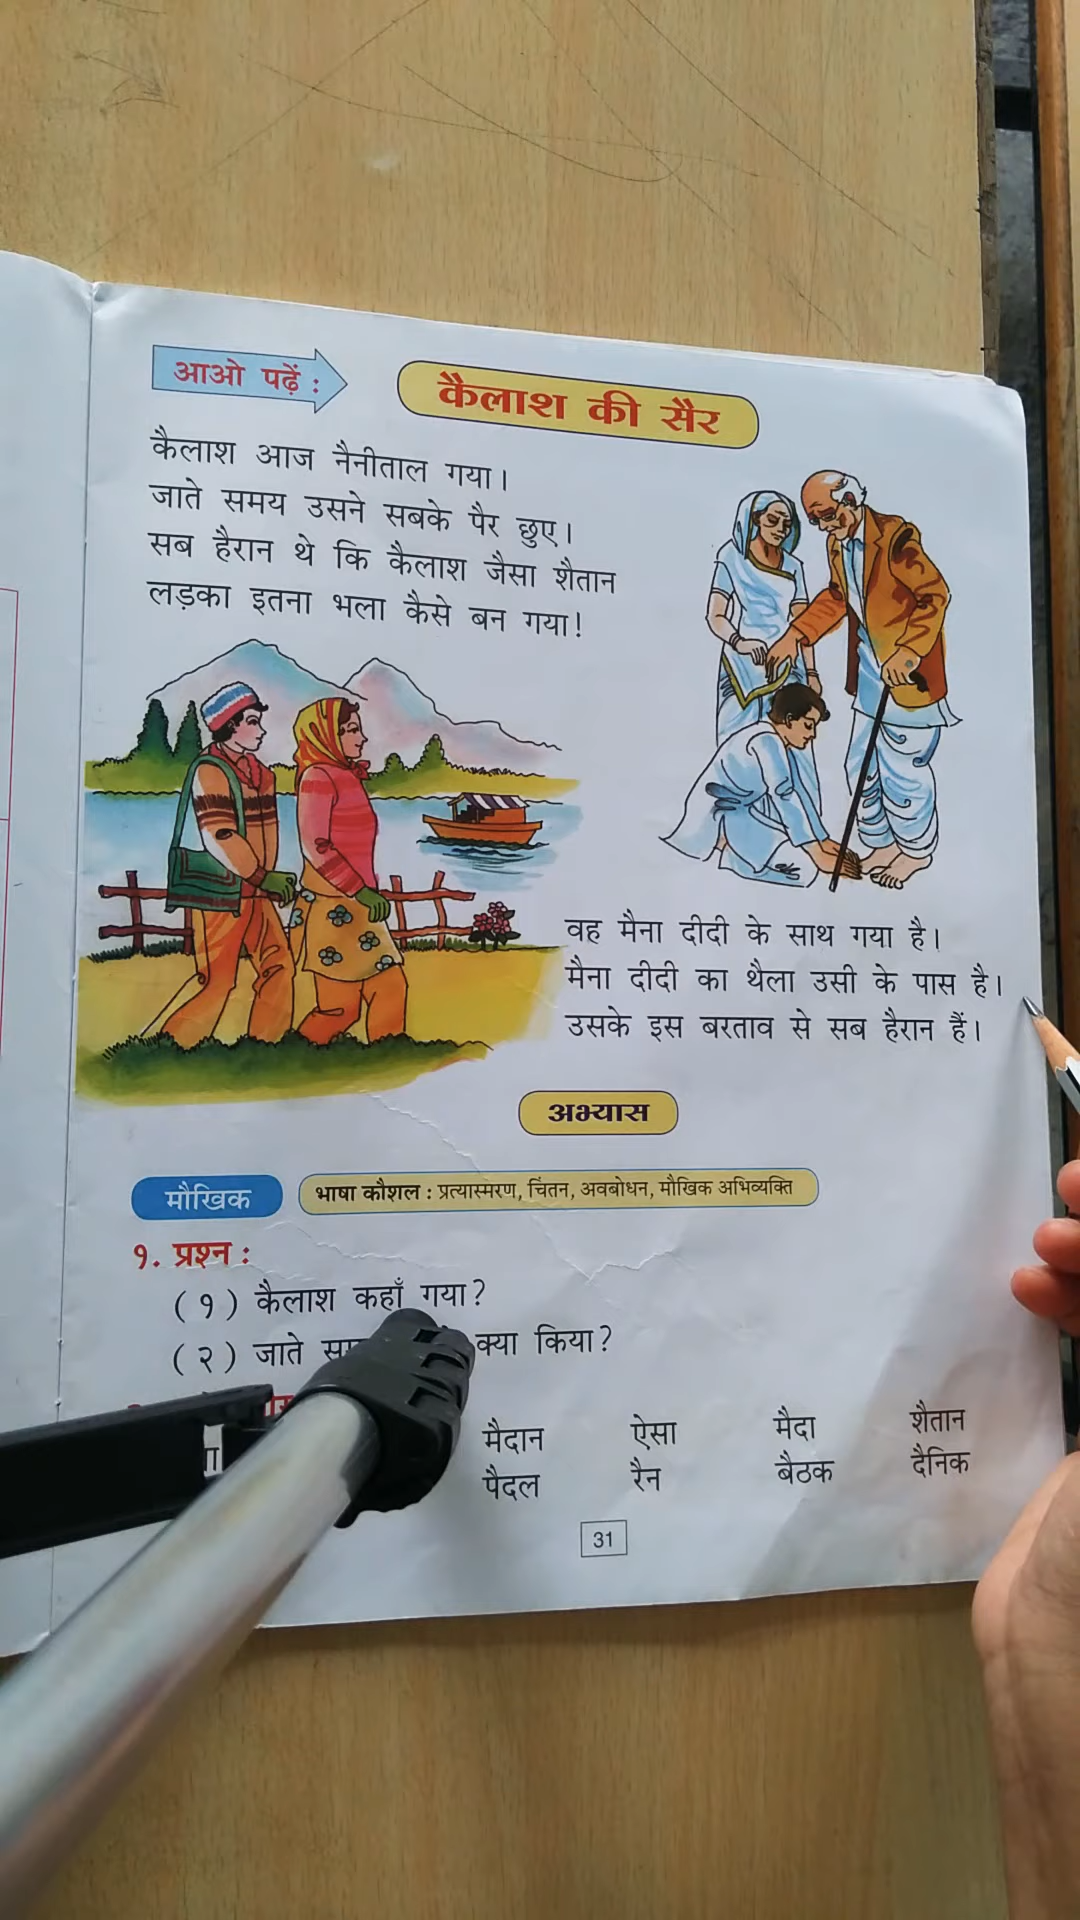 आओ पढ़ें :
कैलाश की सैर
कैलाश आज नैनीताल गया।
जाते समय उसने सबके पैर छुए।
सब हैरान थे कि कैलाश जैसा शैतान
लड़का इतना भला कैसे बन गया!
वह मैना दीदी के साथ गया है।
मैना दीदी का थैला उसी के पास है।
उसके इस बरताव से सब हैरान हैं।
अभ्यास
मौखिक
भाषा कौशल : प्रत्यास्मरण, चिंतन, अवबोधन, मौखिक अभिव्यक्ति
१. प्रश्न :
(१) कैलाश कहाँ गया?
(२) जाते क्या किया?
मैदान ऐसा मैदा शैतान
पैदल रैन बैठक दैनिक
31